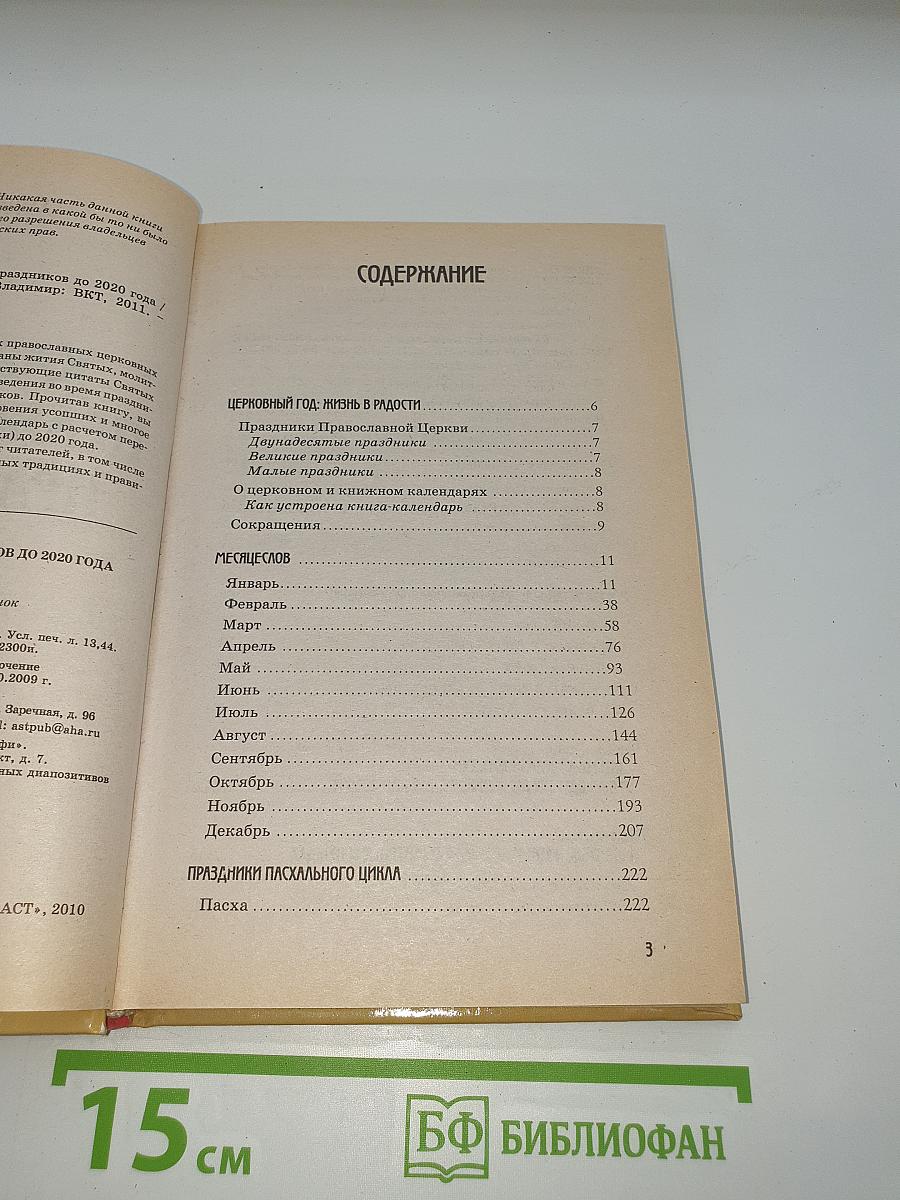 Никакая часть данной книги
ведена в какой бы то ни было
го разрешения владельцев
ских прав.
раздников до 2020 года /
Владимир: ВКТ, 2011. –
х православных церковных
аны жития Святых, молит-
ствующие цитаты Святых
ведения во время праздни-
ков. Прочитав книгу, вы
овения усопших и многое
алендарь с расчетом пере-
ки) до 2020 года.
г читателей, в том числе
ных традициях и прави-
ОВ ДО 2020 ГОДА
нок
Усл. печ. л. 13,44.
2300и.
ючение
0.2009 г.
Заречная, д. 96
l: astpub@aha.ru
фи».
кт, д. 7.
ных диапозитивов
АСТ», 2010
СОДЕРЖАНИЕ
ЦЕРКОВНЫЙ ГОД: ЖИЗНЬ В РАДОСТИ 6
Праздники Православной Церкви 7
Двунадесятые праздники 7
Великие праздники 7
Малые праздники 8
О церковном и книжном календарях 8
Как устроена книга-календарь 8
Сокращения 9
МЕСЯЦЕСЛОВ 11
Январь 11
Февраль 38
Март 58
Апрель 76
Май 93
Июнь 111
Июль 126
Август 144
Сентябрь 161
Октябрь 177
Ноябрь 193
Декабрь 207
ПРАЗДНИКИ ПАСХАЛЬНОГО ЦИКЛА 222
Пасха 222
3
15 см
БФ БИБЛИОФАН